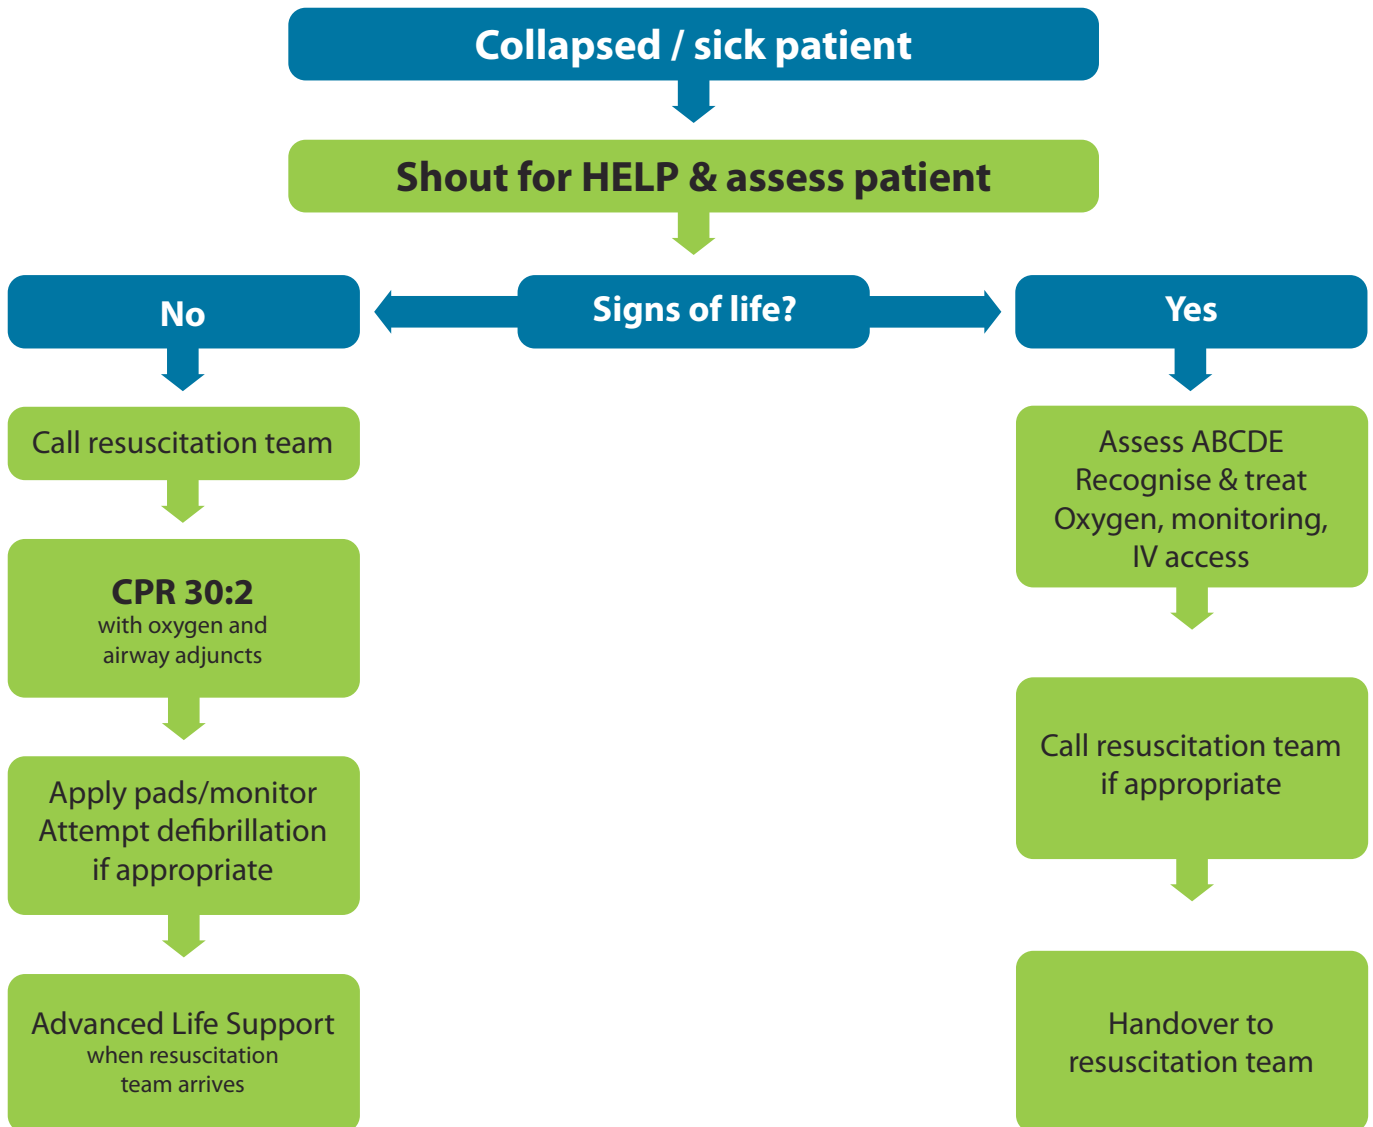 Collapsed / sick patient
Shout for HELP & assess patient
Signs of life?
No
Call resuscitation team
CPR 30:2
with oxygen and
airway adjuncts
Apply pads/monitor
Attempt defibrillation
if appropriate
Advanced Life Support
when resuscitation
team arrives
Yes
Assess ABCDE
Recognise & treat
Oxygen, monitoring,
IV access
Call resuscitation team
if appropriate
Handover to
resuscitation team